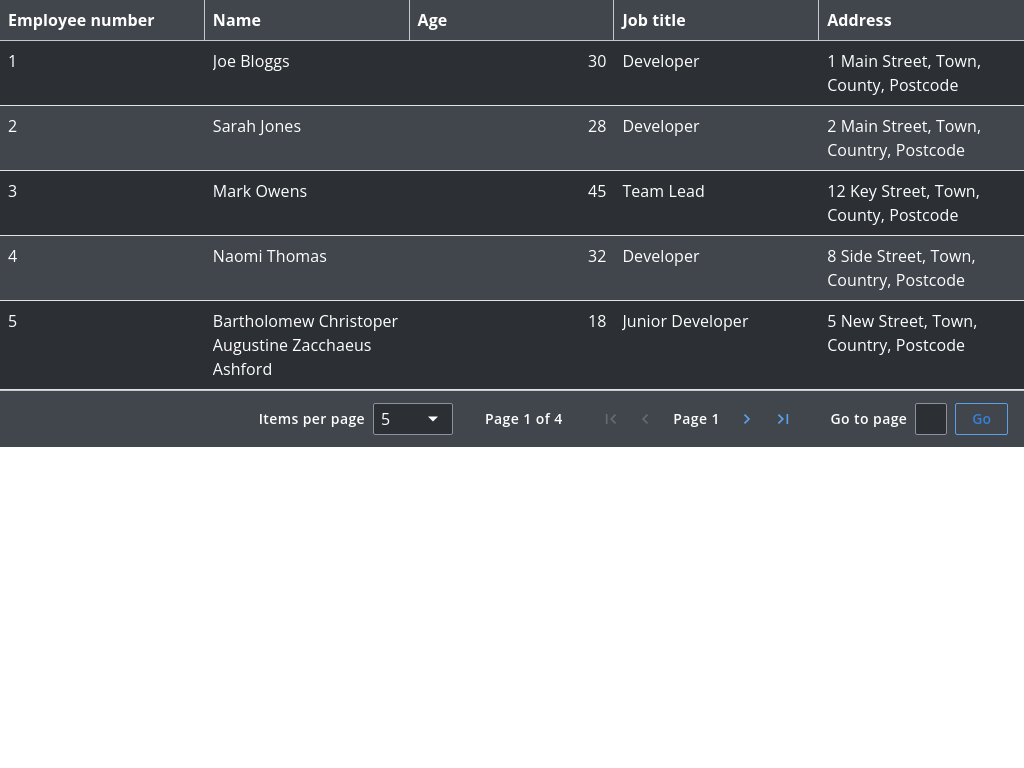 Employee number Name Age Job title Address
1 Joe Bloggs 30 Developer 1 Main Street, Town,
County, Postcode
2 Sarah Jones 28 Developer 2 Main Street, Town,
Country, Postcode
3 Mark Owens 45 Team Lead 12 Key Street, Town,
County, Postcode
4 Naomi Thomas 32 Developer 8 Side Street, Town,
Country, Postcode
5 Bartholomew Christoper 18 Junior Developer 5 New Street, Town,
Augustine Zacchaeus Country, Postcode
Ashford
Items per page 5 Page 1 of 4 Page 1 Go to page Go